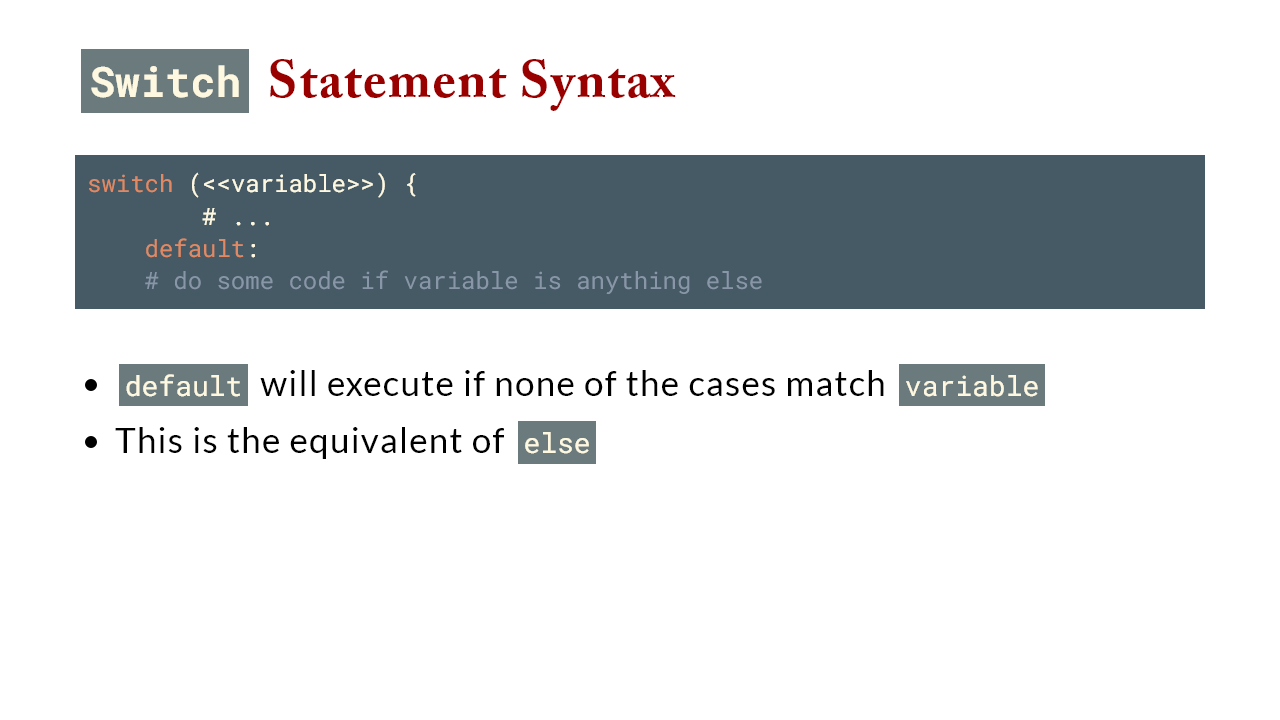 Switch Statement Syntax
switch (<<variable>>) {
# ...
default:
# do some code if variable is anything else
• default will execute if none of the cases match variable
• This is the equivalent of else